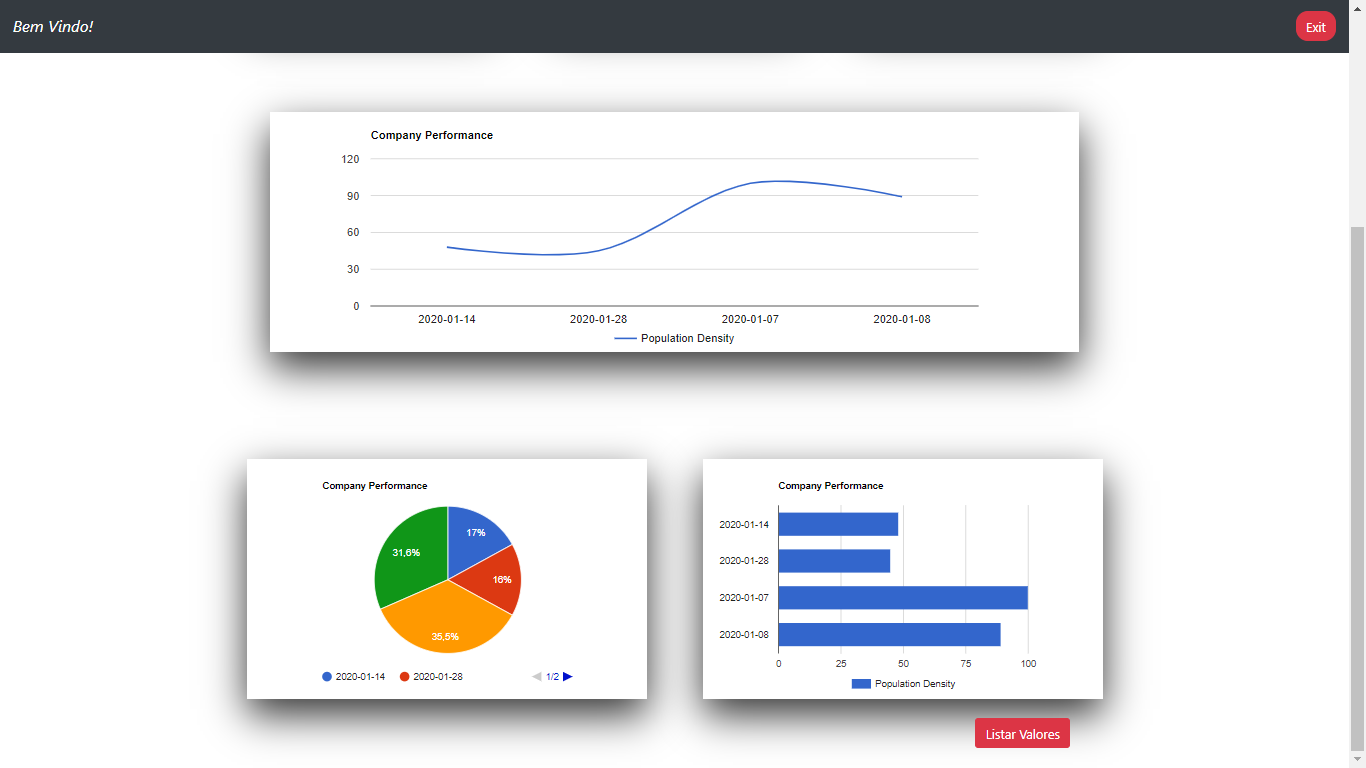 Bem Vindo!
Exit
Company Performance
120
90
60
30
0
2020-01-14 2020-01-28 2020-01-07 2020-01-08
Population Density
Company Performance
17%
31,6%
16%
35,5%
2020-01-14 2020-01-28 1/2
Company Performance
2020-01-14
2020-01-28
2020-01-07
2020-01-08
0 25 50 75 100
Population Density
Listar Valores